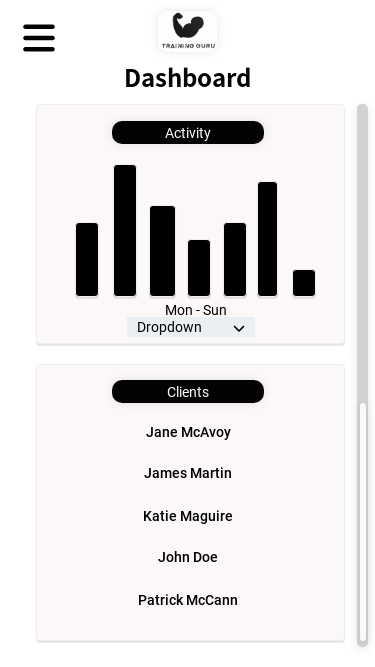 TRAINING GURU
Dashboard
Activity
Mon - Sun
Dropdown
Clients
Jane McAvoy
James Martin
Katie Maguire
John Doe
Patrick McCann